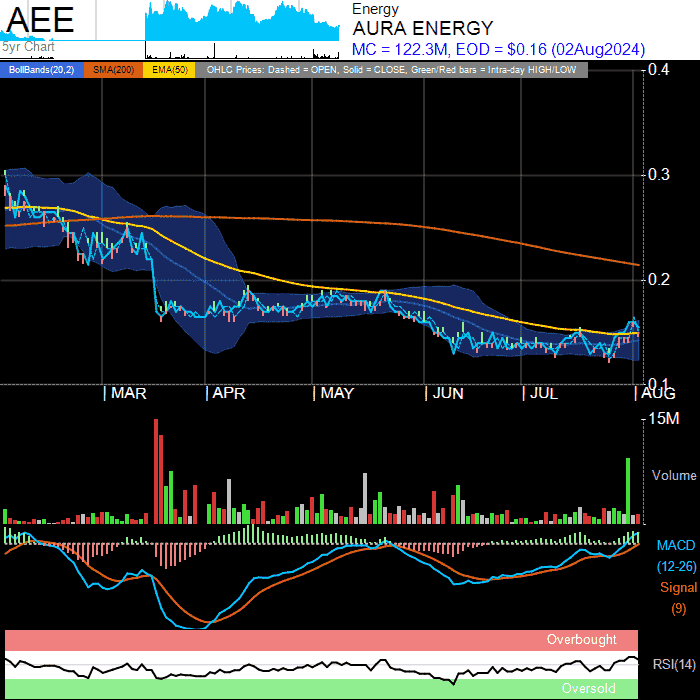 AEE
5yr Chart
Energy
AURA ENERGY
MC = 122.3M, EOD = $0.16 (02Aug2024)
BollBands(20,2) SMA(200) EMA(50) OHLC Prices: Dashed = OPEN, Solid = CLOSE, Green/Red bars = Intra-day HIGH/LOW
0.4
0.3
0.2
0.1
MAR APR MAY JUN JUL AUG
15M
Volume
MACD
(12-26)
Signal
(9)
Overbought
RSI(14)
Oversold